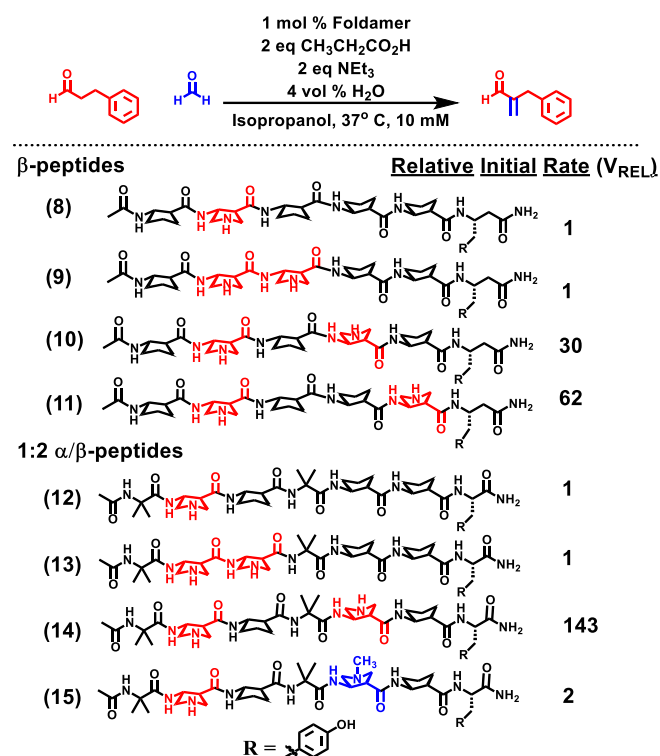 1 mol % Foldamer
2 eq CH₃CH₂CO₂H
2 eq NEt₃
4 vol % H₂O
Isopropanol, 37° C, 10 mM
β-peptides
Relative Initial Rate (V_REL)
(8) 1
(9) 1
(10) 30
(11) 62
1:2 α/β-peptides
(12) 1
(13) 1
(14) 143
(15) 2
R = OH